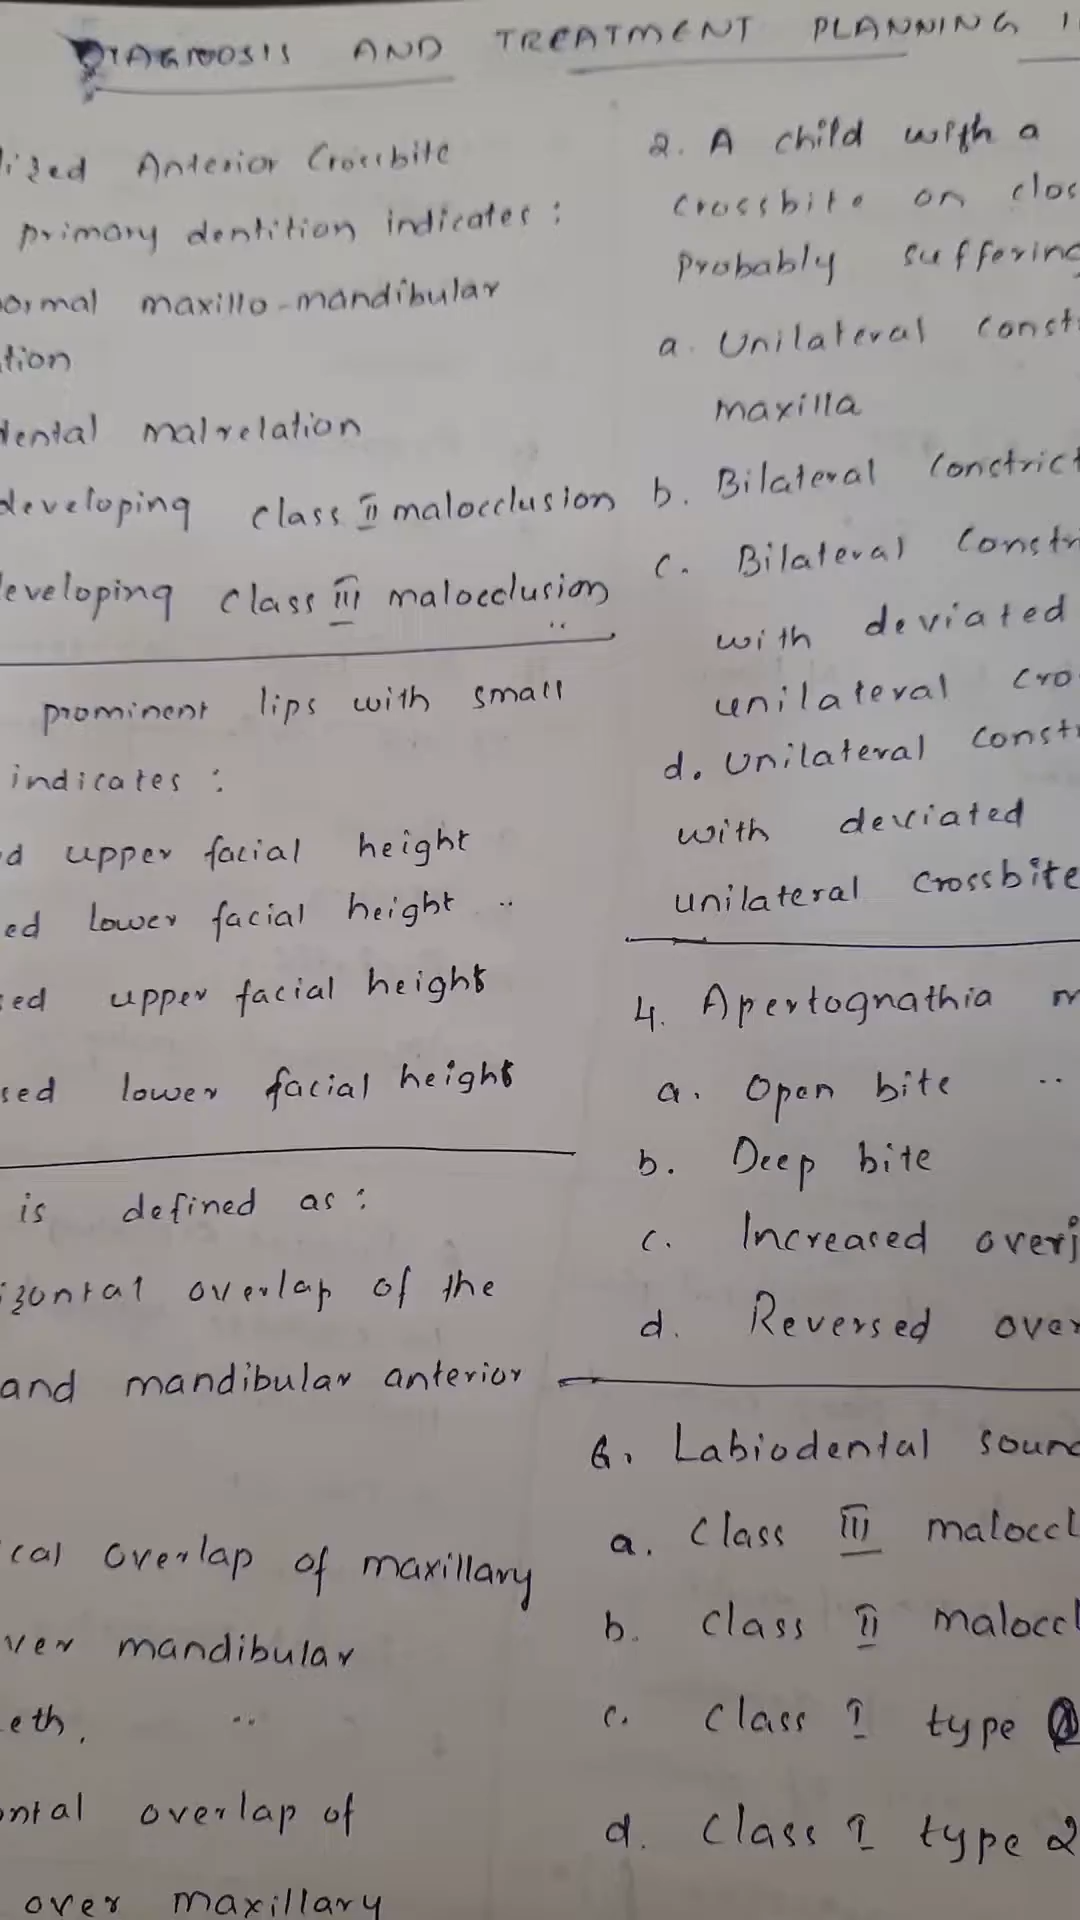 DIAGNOSIS AND TREATMENT PLANNING I
lized Anterior Crossbite
primary dentition indicates :
ormal maxillo-mandibular
tion
dental malrelation
developing class II malocclusion
eveloping class III malocclusion
prominent lips with small
indicates :
d upper facial height
ed lower facial height
sed upper facial height
sed lower facial height
is defined as :
izontal overlap of the
and mandibular anterior
cal overlap of maxillary
ver mandibular
eth.
ontal overlap of
over maxillary
2. A child with a
crossbite on clos
probably suffering
a. Unilateral const
maxilla
b. Bilateral constrict
c. Bilateral constr
with deviated
unilateral cro
d. unilateral const
with deviated
unilateral crossbite
4. Apertognathia m
a. Open bite
b. Deep bite
c. Increased overj
d. Reversed over
6. Labiodental sound
a. Class III maloccl
b. class II maloccl
c. class I type
d. class I type 2